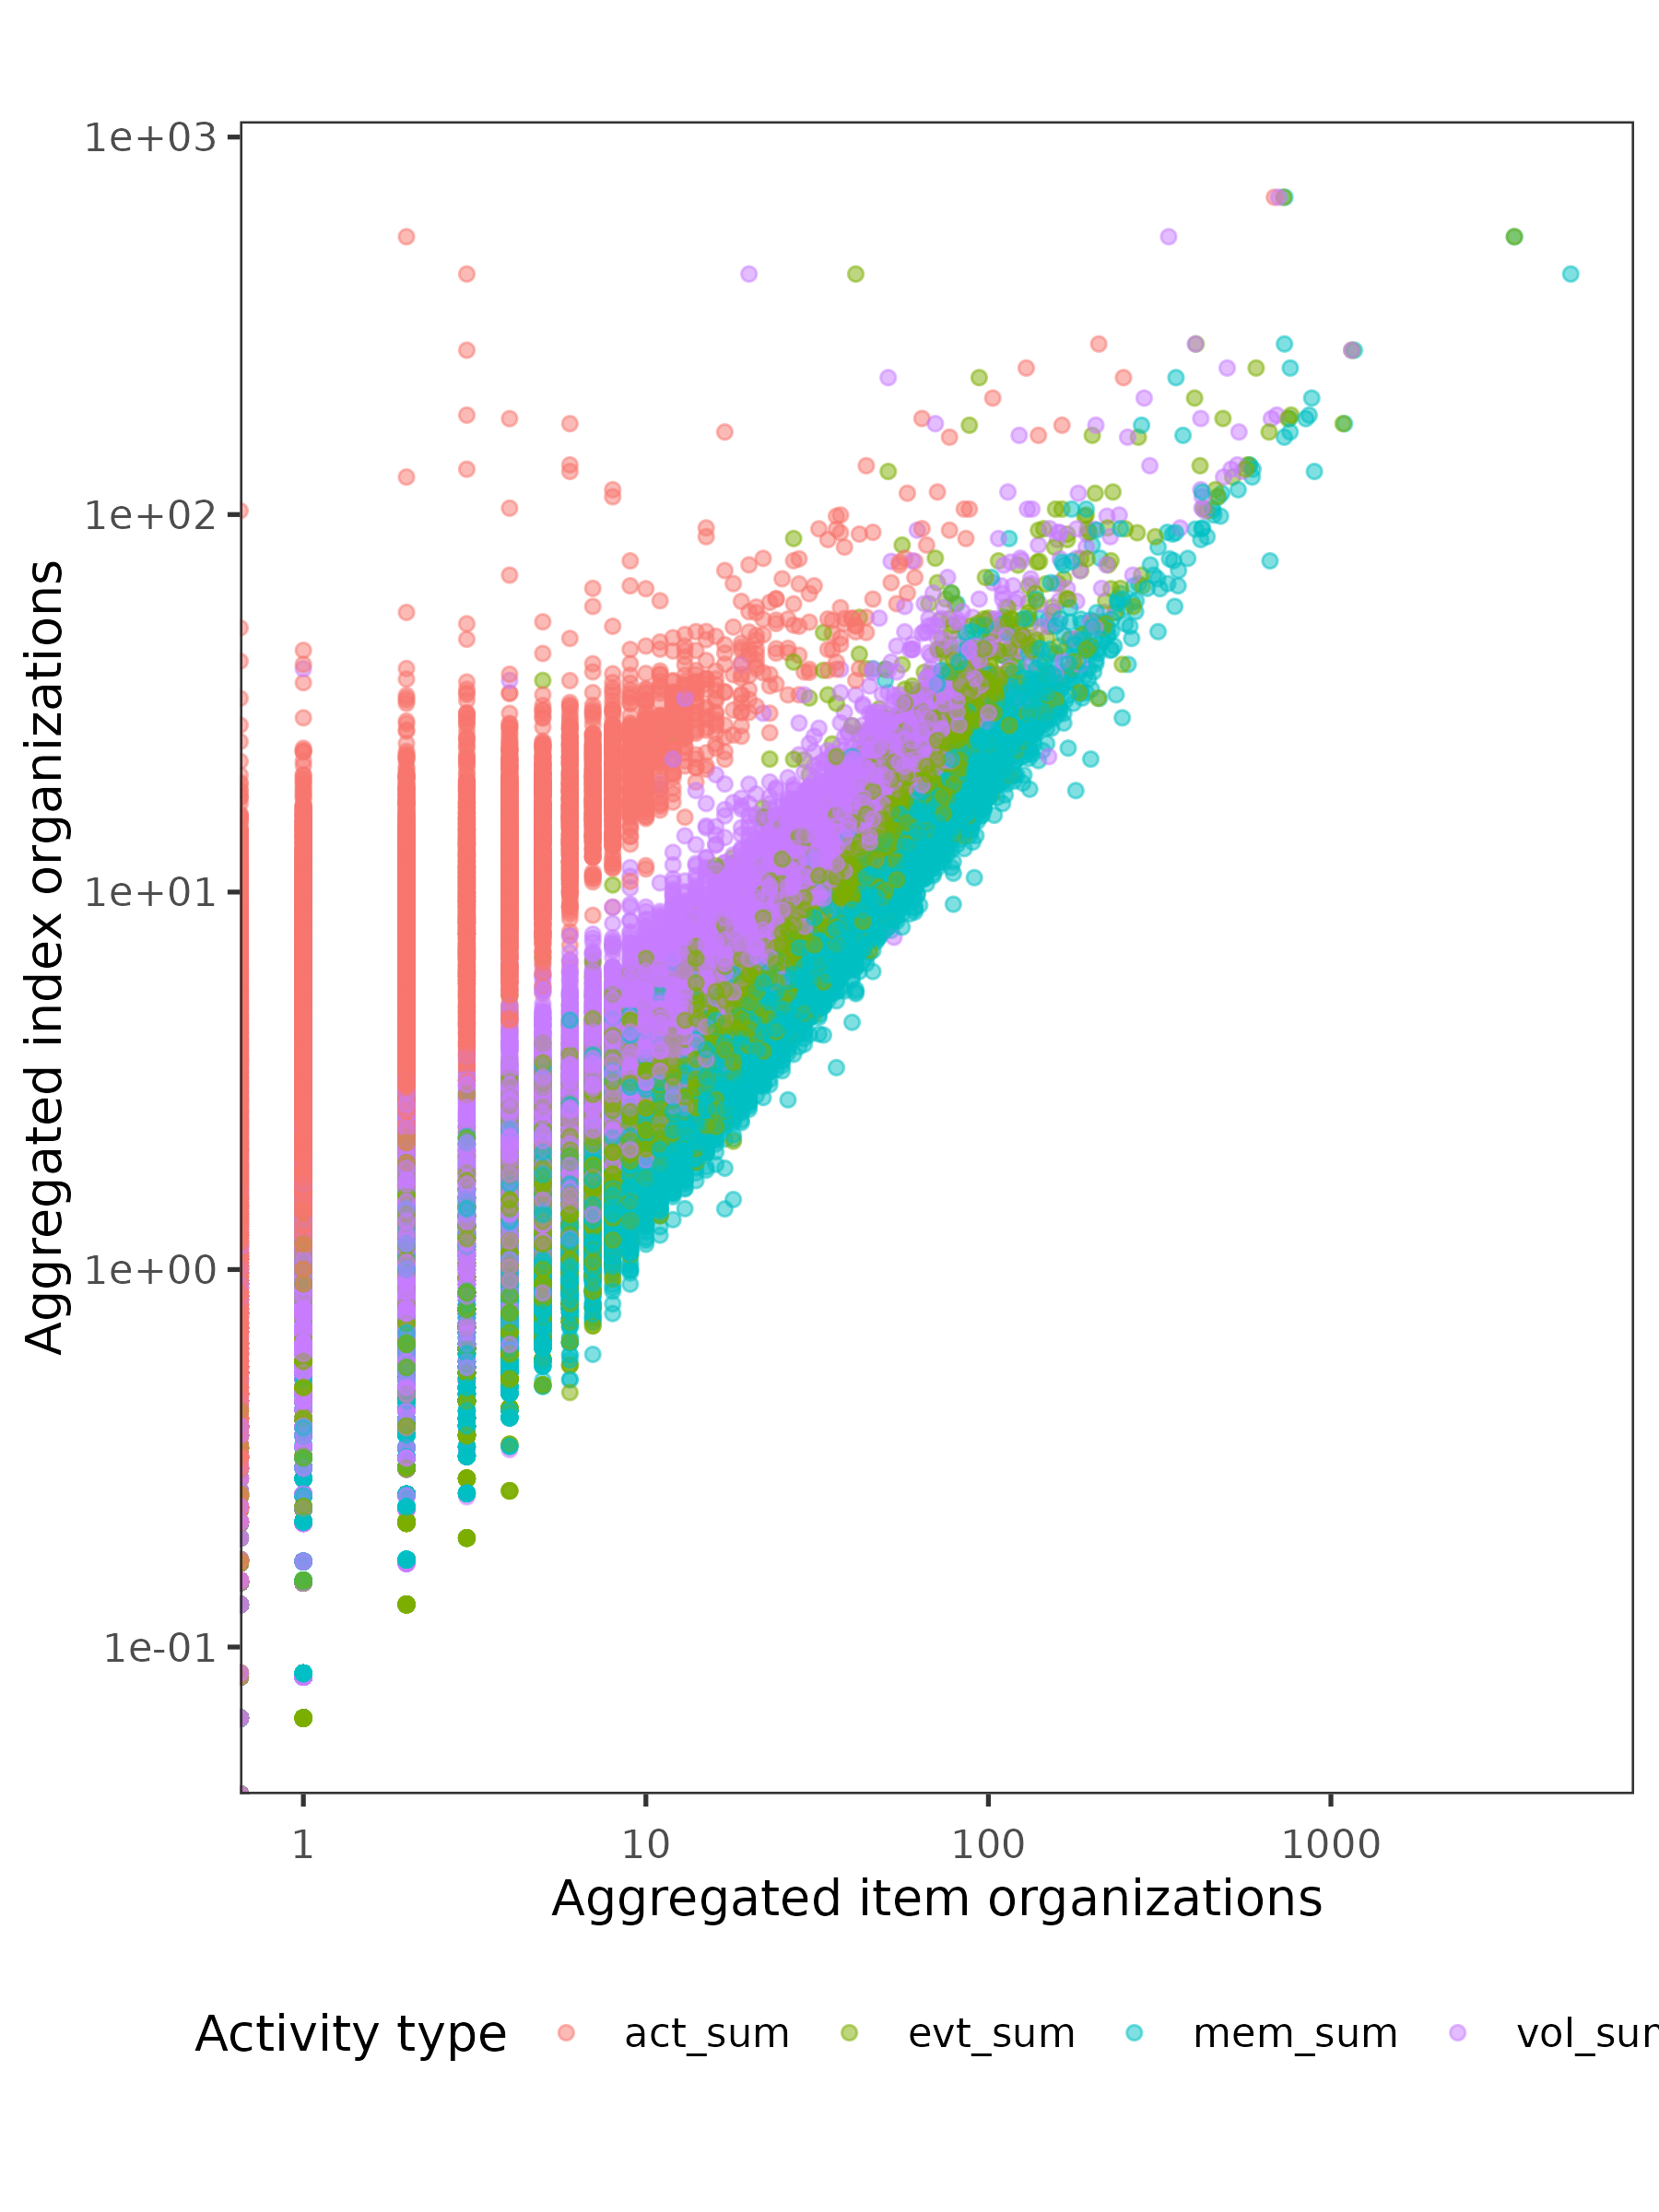 1e+03
1e+02
1e+01
1e+00
1e-01
Aggregated index organizations
1 10 100 1000
Aggregated item organizations
Activity type act_sum evt_sum mem_sum vol_sur